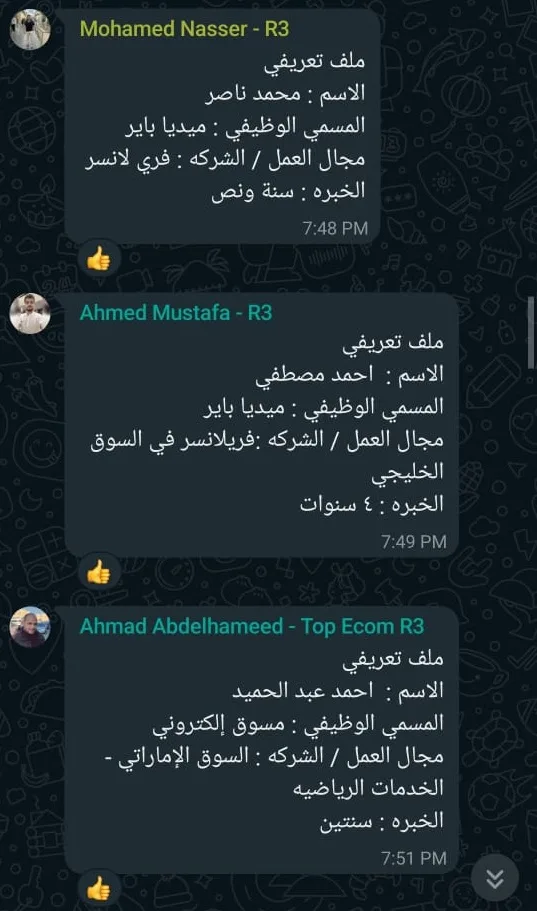 Mohamed Nasser - R3
ملف تعريفي
الاسم : محمد ناصر
المسمي الوظيفي : ميديا باير
مجال العمل / الشركه : فري لانسر
الخبره : سنة ونص
7:48 PM
Ahmed Mustafa - R3
ملف تعريفي
الاسم : احمد مصطفي
المسمي الوظيفي : ميديا باير
مجال العمل / الشركه :فريلانسر في السوق
الخليجي
الخبره : ٤ سنوات
7:49 PM
Ahmad Abdelhameed - Top Ecom R3
ملف تعريفي
الاسم : احمد عبد الحميد
المسمي الوظيفي : مسوق إلكتروني
مجال العمل / الشركه : السوق الإماراتي -
الخدمات الرياضيه
الخبره : سنتين
7:51 PM